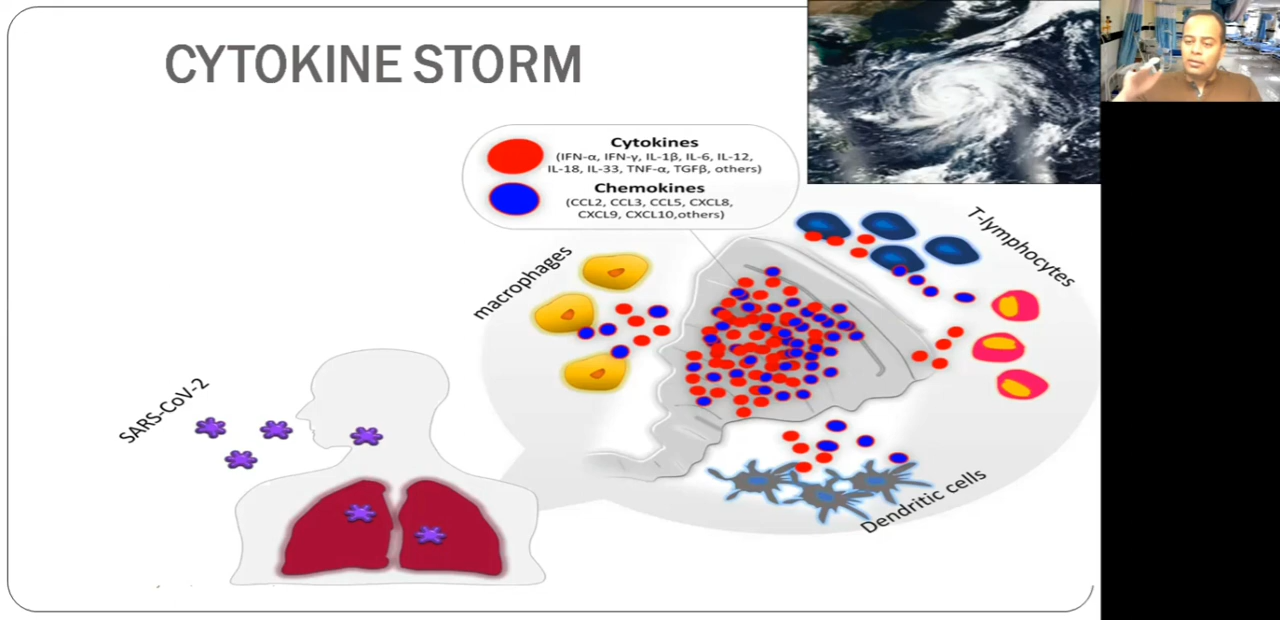 CYTOKINE STORM
Cytokines
(IFN-α, IFN-γ, IL-1β, IL-6, IL-12,
IL-18, IL-33, TNF-α, TGFβ, others)
Chemokines
(CCL2, CCL3, CCL5, CXCL8,
CXCL9, CXCL10,others)
macrophages
T-lymphocytes
SARS-CoV-2
Dendritic cells